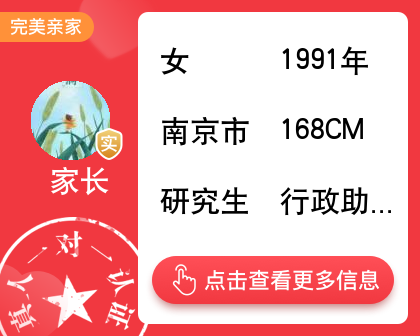 完美亲家
女 1991年
南京市 168CM
实
家长
研究生 行政助...
一对一
真人 认证
点击查看更多信息